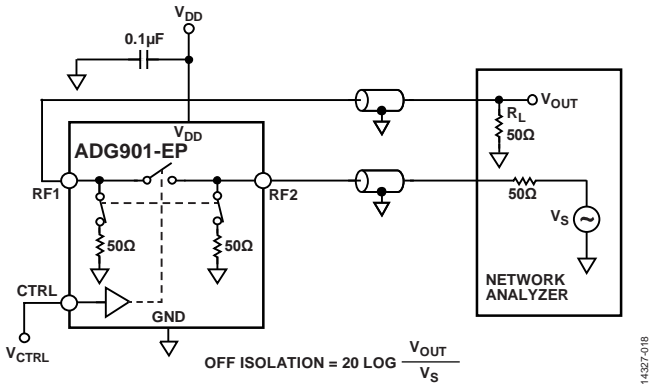 VDD
0.1µF
VDD
ADG901-EP
RF1
RF2
50Ω
50Ω
CTRL
GND
VCTRL
VOUT
RL
50Ω
50Ω
VS
NETWORK
ANALYZER
OFF ISOLATION = 20 LOG VOUT
VS
14327-018